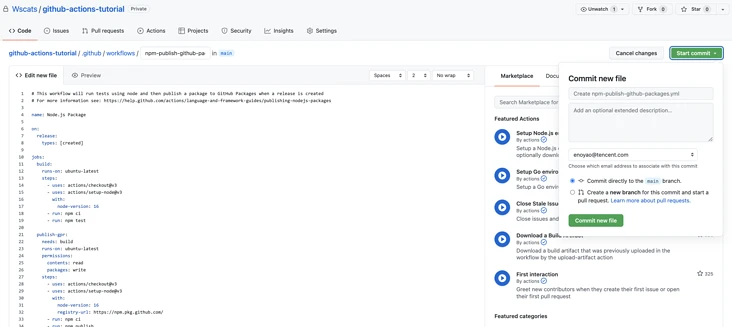 Wscats / github-actions-tutorial Private
Unwatch 1 Fork 0 Star 0
Code Issues Pull requests Actions Projects Security Insights Settings
github-actions-tutorial / .github / workflows / npm-publish-github-pa in main
Cancel changes Start commit
Edit new file Preview
Spaces 2 No wrap
Marketplace Docu
1 # This workflow will run tests using node and then publish a package to GitHub Packages when a release is created
2 # For more information see: https://help.github.com/actions/language-and-framework-guides/publishing-nodejs-packages
3
4 name: Node.js Package
5
6 on:
7 release:
8 types: [created]
9
10 jobs:
11 build:
12 runs-on: ubuntu-latest
13 steps:
14 - uses: actions/checkout@v3
15 - uses: actions/setup-node@v3
16 with:
17 node-version: 16
18 - run: npm ci
19 - run: npm test
20
21 publish-gpr:
22 needs: build
23 runs-on: ubuntu-latest
24 permissions:
25 contents: read
26 packages: write
27 steps:
28 - uses: actions/checkout@v3
29 - uses: actions/setup-node@v3
30 with:
31 node-version: 16
32 registry-url: https://npm.pkg.github.com/
33 - run: npm ci
34 - run: npm publish
Search Marketplace for
Featured Actions
Setup Node.js e
By actions
Setup a Node.js
optionally downl
Setup Go enviro
By actions
Setup a Go envir
Close Stale Issue
By actions
Close issues and
Download a Build
By actions
Download a build artifact that was previously uploaded in the
workflow by the upload-artifact action
First interaction 325
By actions
Greet new contributors when they create their first issue or open
their first pull request
Featured categories
Commit new file
Create npm-publish-github-packages.yml
Add an optional extended description...
enoyao@tencent.com
Choose which email address to associate with this commit
Commit directly to the main branch.
Create a new branch for this commit and start a
pull request. Learn more about pull requests.
Commit new file